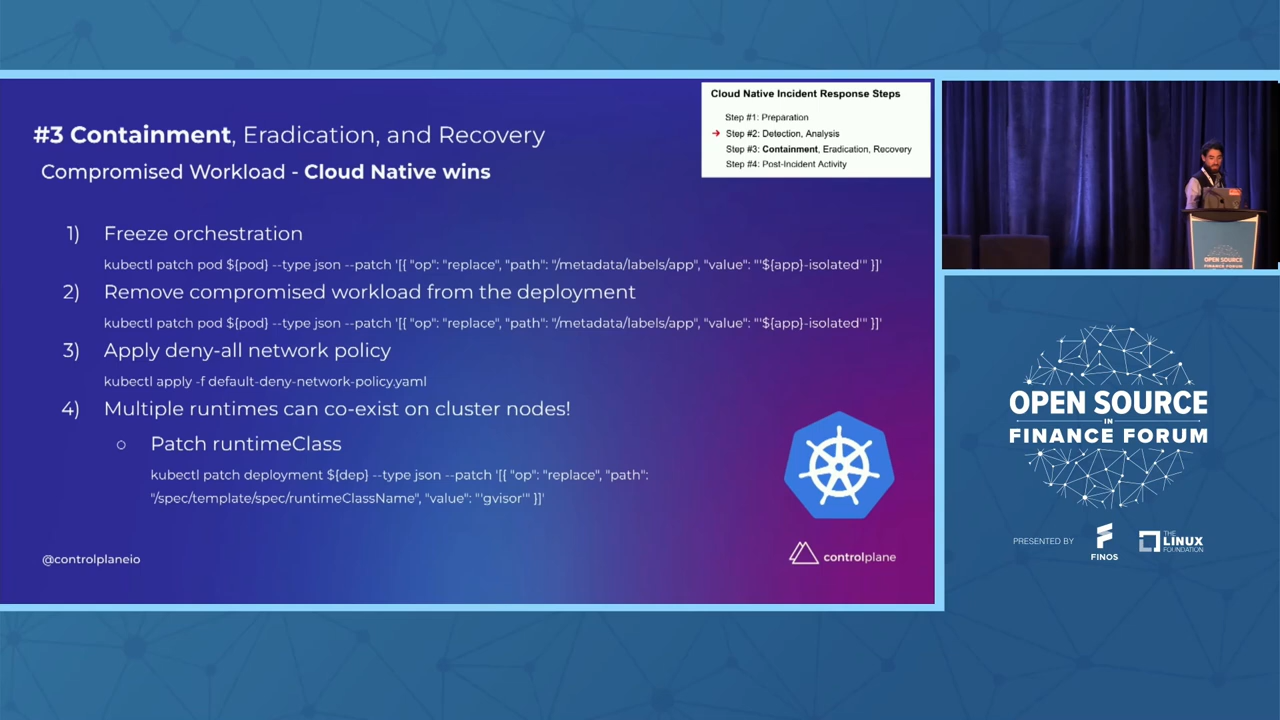 #3 Containment, Eradication, and Recovery
Compromised Workload - Cloud Native wins
Cloud Native Incident Response Steps
Step #1: Preparation
➔ Step #2: Detection, Analysis
Step #3: Containment, Eradication, Recovery
Step #4: Post-Incident Activity
1) Freeze orchestration
kubectl patch pod ${pod} --type json --patch '[{ "op": "replace", "path": "/metadata/labels/app", "value": "'${app}-isolated'" }]'
2) Remove compromised workload from the deployment
kubectl patch pod ${pod} --type json --patch '[{ "op": "replace", "path": "/metadata/labels/app", "value": "'${app}-isolated'" }]'
3) Apply deny-all network policy
kubectl apply -f default-deny-network-policy.yaml
4) Multiple runtimes can co-exist on cluster nodes!
○ Patch runtimeClass
kubectl patch deployment ${dep} --type json --patch '[{ "op": "replace", "path":
"/spec/template/spec/runtimeClassName", "value": "'gvisor'" }]'
@controlplaneio
controlplane
OPEN SOURCE
FINANCE FORUM
OPEN SOURCE
IN
FINANCE FORUM
PRESENTED BY
FINOS
THE
LINUX
FOUNDATION